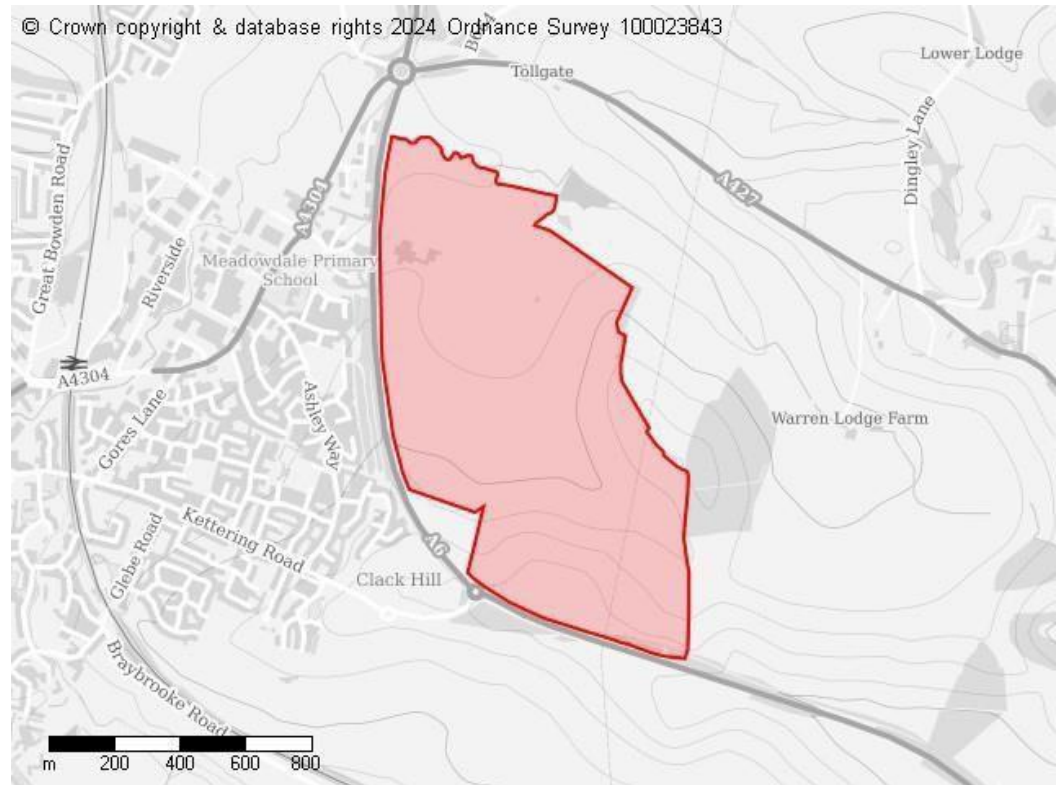 © Crown copyright & database rights 2024 Ordnance Survey 100023843
Tollgate
Lower Lodge
Dingley Lane
A427
A4304
Great Bowden Road
Riverside
Meadowdale Primary
School
A4304
Gores Lane
Ashley Way
Warren Lodge Farm
Kettering Road
Glebe Road
A6
Clack Hill
Braybrooke Road
m 200 400 600 800